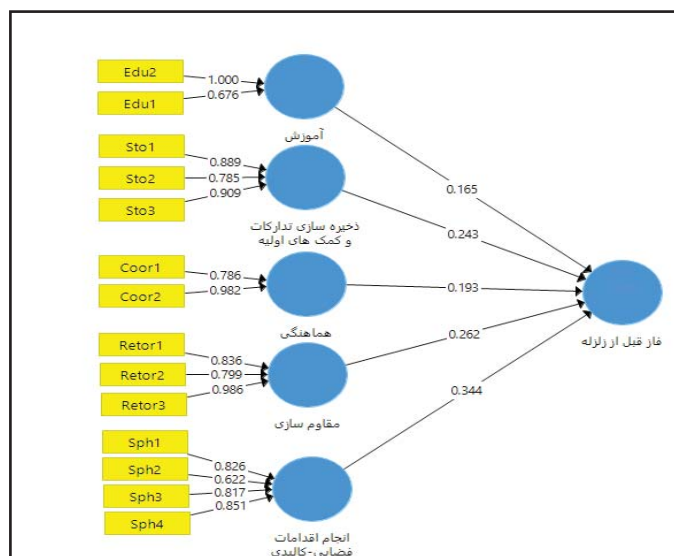 Edu2
1.000
Edu1
0.676
آموزش
0.165
Sto1
0.889
Sto2
0.785
Sto3
0.909
ذخیره سازی تدارکات
و کمک های اولیه
0.243
Coor1
0.786
Coor2
0.982
هماهنگی
0.193
Retor1
0.836
Retor2
0.799
Retor3
0.986
مقاوم سازی
0.262
Sph1
0.826
Sph2
0.622
Sph3
0.817
Sph4
0.851
انجام اقدامات
فضایی-کالبدی
0.344
فاز قبل از زلزله